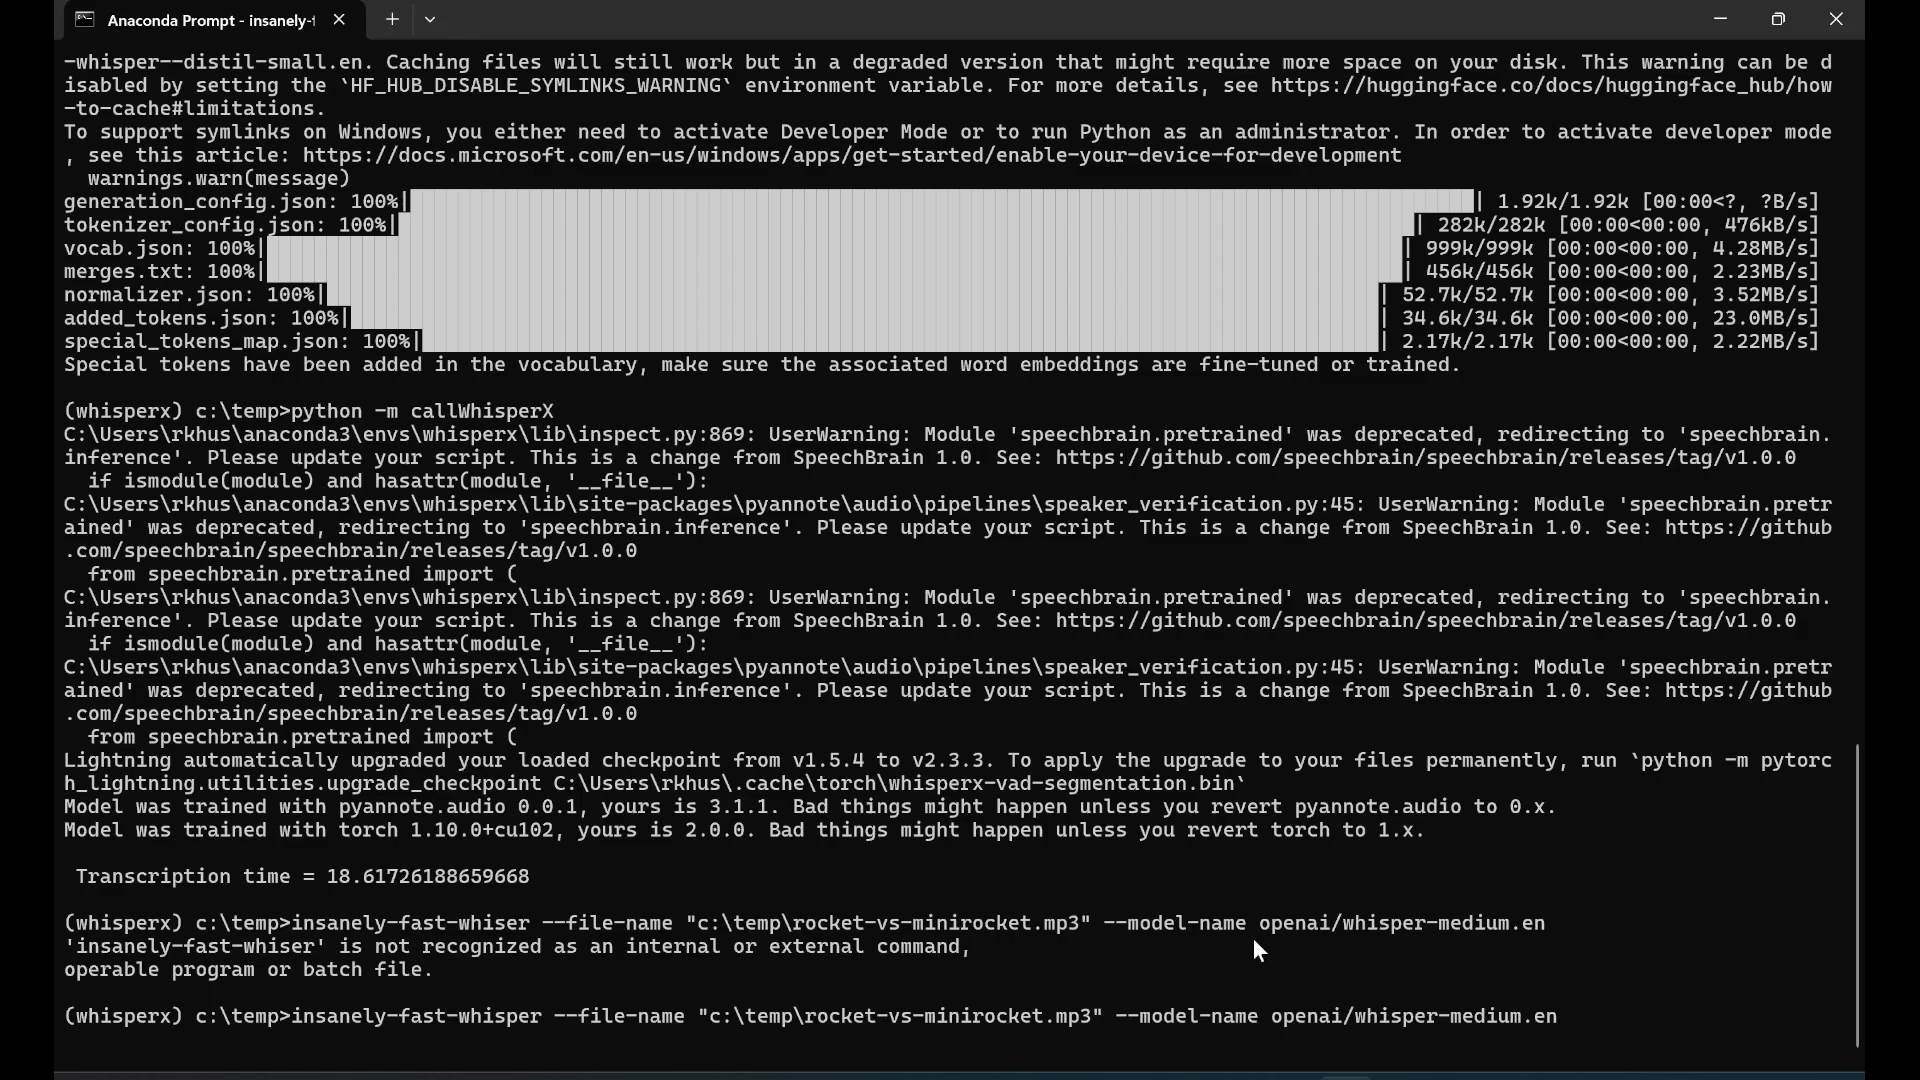 Anaconda Prompt - insanely-f
-whisper--distil-small.en. Caching files will still work but in a degraded version that might require more space on your disk. This warning can be d
isabled by setting the `HF_HUB_DISABLE_SYMLINKS_WARNING` environment variable. For more details, see https://huggingface.co/docs/huggingface_hub/how
-to-cache#limitations.
To support symlinks on Windows, you either need to activate Developer Mode or to run Python as an administrator. In order to activate developer mode
, see this article: https://docs.microsoft.com/en-us/windows/apps/get-started/enable-your-device-for-development
  warnings.warn(message)
generation_config.json: 100%| | 1.92k/1.92k [00:00<?, ?B/s]
tokenizer_config.json: 100%| | 282k/282k [00:00<00:00, 476kB/s]
vocab.json: 100%| | 999k/999k [00:00<00:00, 4.28MB/s]
merges.txt: 100%| | 456k/456k [00:00<00:00, 2.23MB/s]
normalizer.json: 100%| | 52.7k/52.7k [00:00<00:00, 3.52MB/s]
added_tokens.json: 100%| | 34.6k/34.6k [00:00<00:00, 23.0MB/s]
special_tokens_map.json: 100%| | 2.17k/2.17k [00:00<00:00, 2.22MB/s]
Special tokens have been added in the vocabulary, make sure the associated word embeddings are fine-tuned or trained.
(whisperx) c:\temp>python -m callWhisperX
C:\Users\rkhus\anaconda3\envs\whisperx\lib\inspect.py:869: UserWarning: Module 'speechbrain.pretrained' was deprecated, redirecting to 'speechbrain.
inference'. Please update your script. This is a change from SpeechBrain 1.0. See: https://github.com/speechbrain/speechbrain/releases/tag/v1.0.0
  if ismodule(module) and hasattr(module, '__file__'):
C:\Users\rkhus\anaconda3\envs\whisperx\lib\site-packages\pyannote\audio\pipelines\speaker_verification.py:45: UserWarning: Module 'speechbrain.pretr
ained' was deprecated, redirecting to 'speechbrain.inference'. Please update your script. This is a change from SpeechBrain 1.0. See: https://github
.com/speechbrain/speechbrain/releases/tag/v1.0.0
  from speechbrain.pretrained import (
C:\Users\rkhus\anaconda3\envs\whisperx\lib\inspect.py:869: UserWarning: Module 'speechbrain.pretrained' was deprecated, redirecting to 'speechbrain.
inference'. Please update your script. This is a change from SpeechBrain 1.0. See: https://github.com/speechbrain/speechbrain/releases/tag/v1.0.0
  if ismodule(module) and hasattr(module, '__file__'):
C:\Users\rkhus\anaconda3\envs\whisperx\lib\site-packages\pyannote\audio\pipelines\speaker_verification.py:45: UserWarning: Module 'speechbrain.pretr
ained' was deprecated, redirecting to 'speechbrain.inference'. Please update your script. This is a change from SpeechBrain 1.0. See: https://github
.com/speechbrain/speechbrain/releases/tag/v1.0.0
  from speechbrain.pretrained import (
Lightning automatically upgraded your loaded checkpoint from v1.5.4 to v2.3.3. To apply the upgrade to your files permanently, run `python -m pytorc
h_lightning.utilities.upgrade_checkpoint C:\Users\rkhus\.cache\torch\whisperx-vad-segmentation.bin`
Model was trained with pyannote.audio 0.0.1, yours is 3.1.1. Bad things might happen unless you revert pyannote.audio to 0.x.
Model was trained with torch 1.10.0+cu102, yours is 2.0.0. Bad things might happen unless you revert torch to 1.x.
 Transcription time = 18.61726188659668
(whisperx) c:\temp>insanely-fast-whiser --file-name "c:\temp\rocket-vs-minirocket.mp3" --model-name openai/whisper-medium.en
'insanely-fast-whiser' is not recognized as an internal or external command,
operable program or batch file.
(whisperx) c:\temp>insanely-fast-whisper --file-name "c:\temp\rocket-vs-minirocket.mp3" --model-name openai/whisper-medium.en